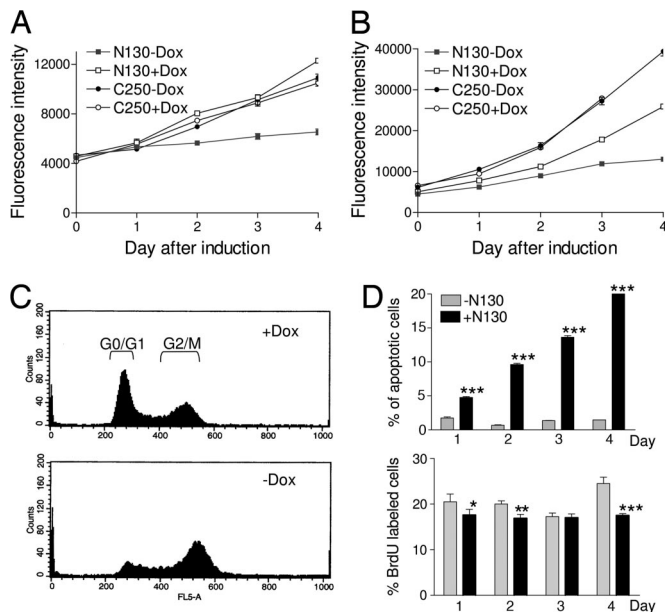 A
Fluorescence intensity
12000
8000
4000
0
N130-Dox
N130+Dox
C250-Dox
C250+Dox
0 1 2 3 4
Day after induction
B
Fluorescence intensity
40000
30000
20000
10000
0
N130-Dox
N130+Dox
C250-Dox
C250+Dox
0 1 2 3 4
Day after induction
C
Counts
200
160
120
80
40
0
G0/G1 G2/M
+Dox
0 200 400 600 800 1000
Counts
200
160
120
80
40
0
-Dox
0 200 400 600 800 1000
FL5-A
D
% of apoptotic cells
20
15
10
5
0
-N130
+N130
***
***
***
***
1 2 3 4 Day
% BrdU labeled cells
30
20
10
0
*
**
***
1 2 3 4 Day